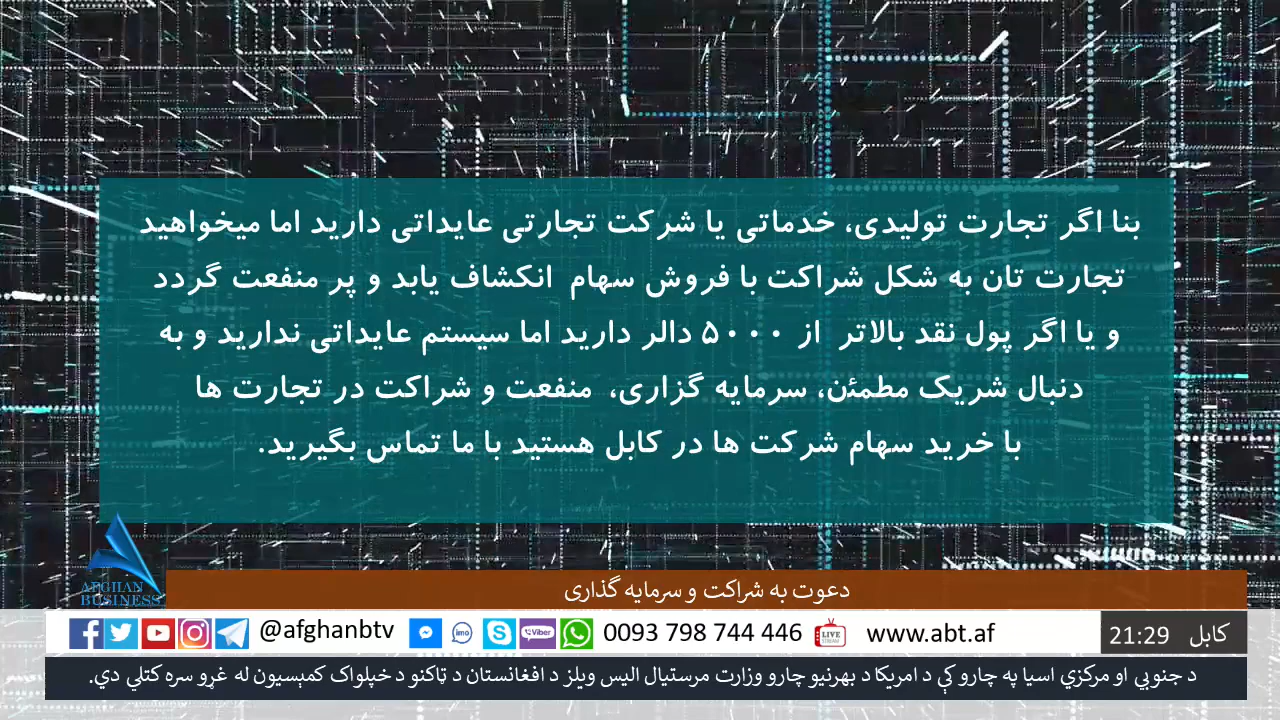 بنا اگر تجارت تولیدی، خدماتی یا شرکت تجارتی عایداتی دارید اما میخواهید
تجارت تان به شکل شراکت با فروش سهام انکشاف یابد و پر منفعت گردد
و یا اگر پول نقد بالاتر از ۵۰۰۰ دالر دارید اما سیستم عایداتی ندارید و به
دنبال شریک مطمئن، سرمایه گزاری، منفعت و شراکت در تجارت ها
با خرید سهام شرکت ها در کابل هستید با ما تماس بگیرید.
AFGHAN
BUSINESS
دعوت به شراکت و سرمایه گذاری
@afghanbtv imo Viber 0093 798 744 446 LIVE STREAM www.abt.af 21:29 کابل
د جنوبي او مرکزي اسیا په چارو کې د امریکا د بهرنیو چارو وزارت مرستیال الیس ویلز د افغانستان د ټاکنو د خپلواک کمېسیون له غړو سره کتلي دي.